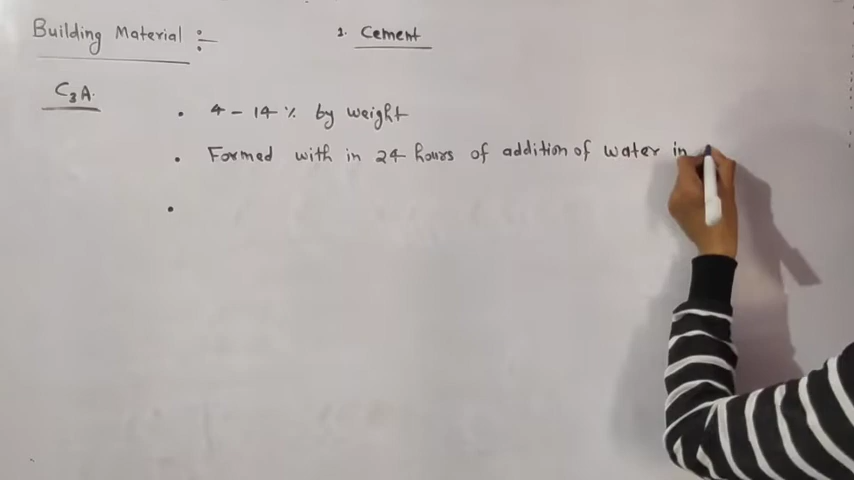 Building Material :-
1. Cement
C3A.
• 4 - 14 % by weight
• Formed with in 24 hours of addition of water in
•